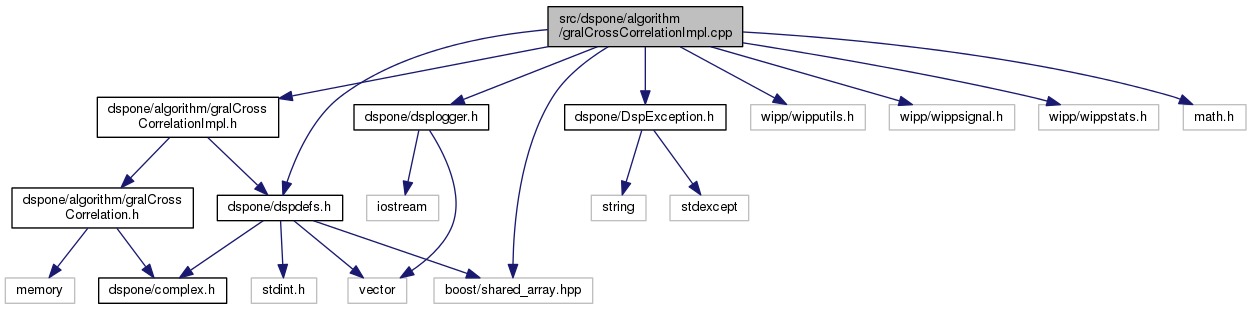 src/dspone/algorithm
/gralCrossCorrelationImpl.cpp
dspone/algorithm/gralCross
CorrelationImpl.h
dspone/dsplogger.h
dspone/DspException.h
wipp/wipputils.h
wipp/wippsignal.h
wipp/wippstats.h
math.h
dspone/algorithm/gralCross
Correlation.h
dspone/dspdefs.h
iostream
string
stdexcept
memory
dspone/complex.h
stdint.h
vector
boost/shared_array.hpp